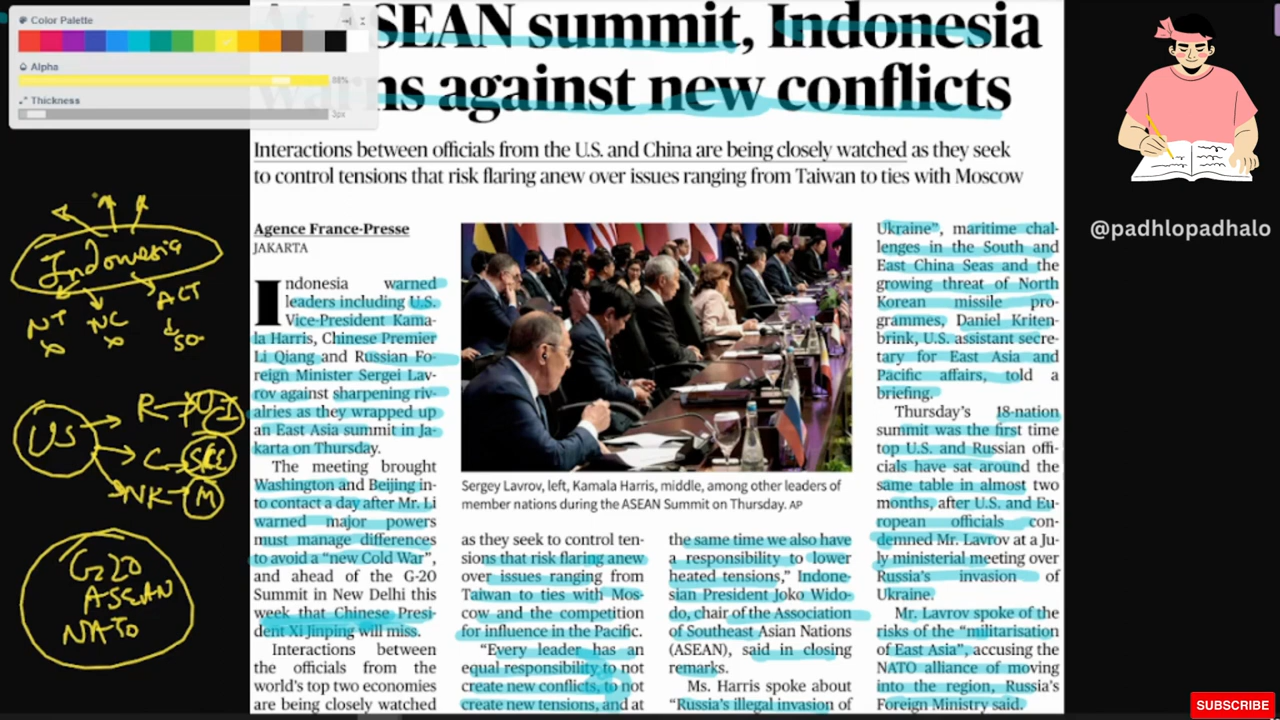 Color Palette
Alpha
88%
Thickness
3px
ASEAN summit, Indonesia
warns against new conflicts
Interactions between officials from the U.S. and China are being closely watched as they seek
to control tensions that risk flaring anew over issues ranging from Taiwan to ties with Moscow
Agence France-Presse
JAKARTA
Indonesia warned
leaders including U.S.
Vice-President Kama-
la Harris, Chinese Premier
Li Qiang and Russian Fo-
reign Minister Sergei Lav-
rov against sharpening riv-
alries as they wrapped up
an East Asia summit in Ja-
karta on Thursday.
The meeting brought
Washington and Beijing in-
to contact a day after Mr. Li
warned major powers
must manage differences
to avoid a “new Cold War”,
and ahead of the G-20
Summit in New Delhi this
week that Chinese Presi-
dent Xi Jinping will miss.
Interactions between
the officials from the
world's top two economies
are being closely watched
Sergey Lavrov, left, Kamala Harris, middle, among other leaders of
member nations during the ASEAN Summit on Thursday. AP
as they seek to control ten-
sions that risk flaring anew
over issues ranging from
Taiwan to ties with Mos-
cow and the competition
for influence in the Pacific.
“Every leader has an
equal responsibility to not
create new conflicts, to not
create new tensions, and at
the same time we also have
a responsibility to lower
heated tensions,” Indone-
sian President Joko Wido-
do, chair of the Association
of Southeast Asian Nations
(ASEAN), said in closing
remarks.
Ms. Harris spoke about
“Russia's illegal invasion of
Ukraine”, maritime chal-
lenges in the South and
East China Seas and the
growing threat of North
Korean missile pro-
grammes, Daniel Kriten-
brink, U.S. assistant secre-
tary for East Asia and
Pacific affairs, told a
briefing.
Thursday's 18-nation
summit was the first time
top U.S. and Russian offi-
cials have sat around the
same table in almost two
months, after U.S. and Eu-
ropean officials con-
demned Mr. Lavrov at a Ju-
ly ministerial meeting over
Russia's invasion of
Ukraine.
Mr. Lavrov spoke of the
risks of the “militarisation
of East Asia”, accusing the
NATO alliance of moving
into the region, Russia's
Foreign Ministry said.
Indonesia
NT
NC
ACT
US
R
C
SCS
NK
M
G20
ASEAN
NATO
@padhlopadhalo
SUBSCRIBE